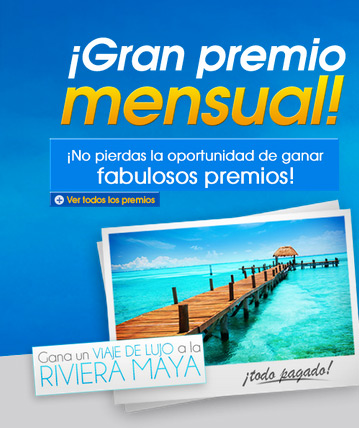 ¡Gran premio
mensual!
¡No pierdas la oportunidad de ganar
fabulosos premios!
Ver todos los premios
Gana un VIAJE DE LUJO a la
RIVIERA MAYA
¡todo pagado!